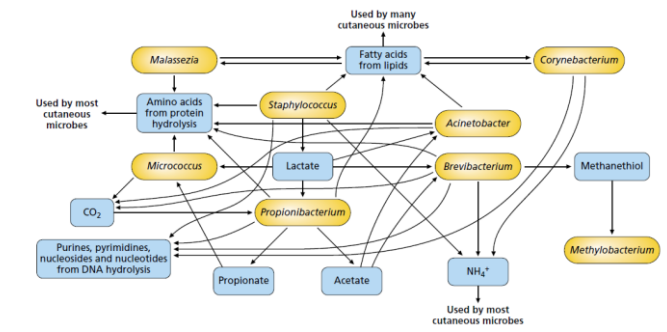 Used by many
cutaneous microbes
Malassezia
Fatty acids
from lipids
Corynebacterium
Used by most
cutaneous
microbes
Amino acids
from protein
hydrolysis
Staphylococcus
Acinetobacter
Micrococcus
Lactate
Brevibacterium
Methanethiol
CO₂
Propionibacterium
Purines, pyrimidines,
nucleosides and nucleotides
from DNA hydrolysis
Propionate
Acetate
NH₄⁺
Methylobacterium
Used by most
cutaneous microbes